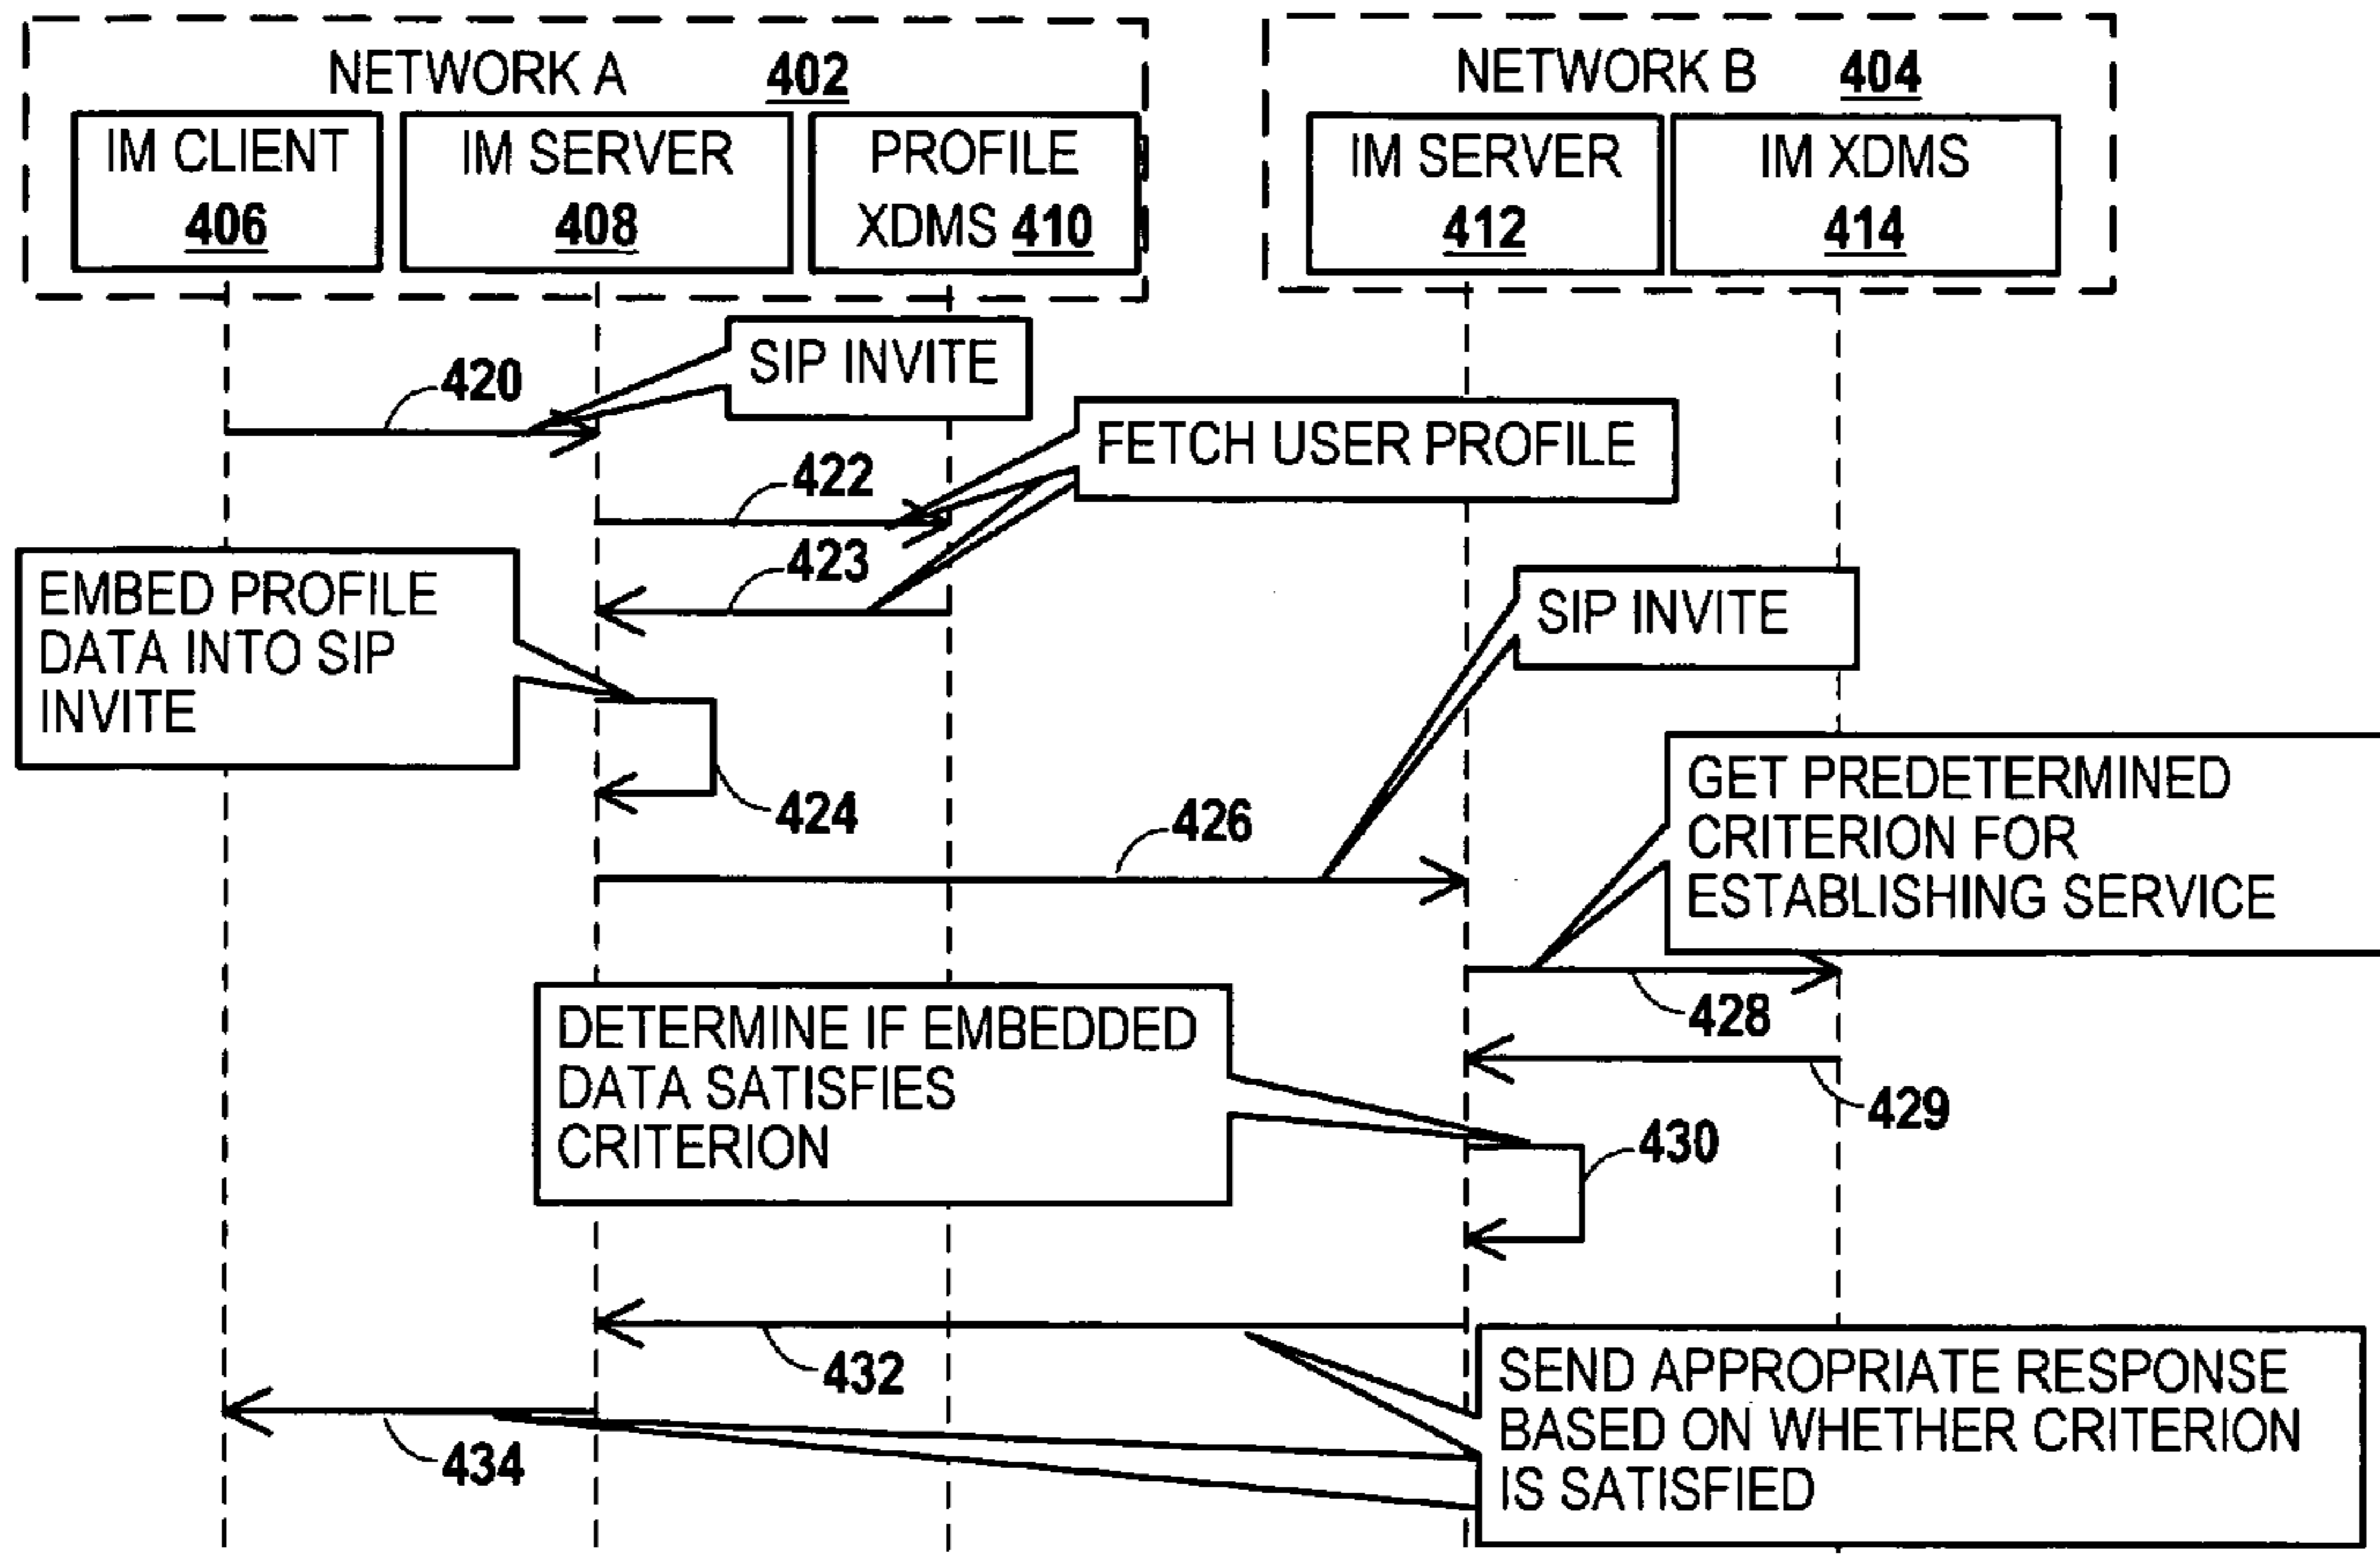 NETWORK A 402
NETWORK B 404
IM CLIENT
406
IM SERVER
408
PROFILE
XDMS 410
IM SERVER
412
IM XDMS
414
SIP INVITE
420
FETCH USER PROFILE
422
423
EMBED PROFILE
DATA INTO SIP
INVITE
SIP INVITE
424
426
GET PREDETERMINED
CRITERION FOR
ESTABLISHING SERVICE
428
DETERMINE IF EMBEDDED
DATA SATISFIES
CRITERION
429
430
432
SEND APPROPRIATE RESPONSE
BASED ON WHETHER CRITERION
IS SATISFIED
434